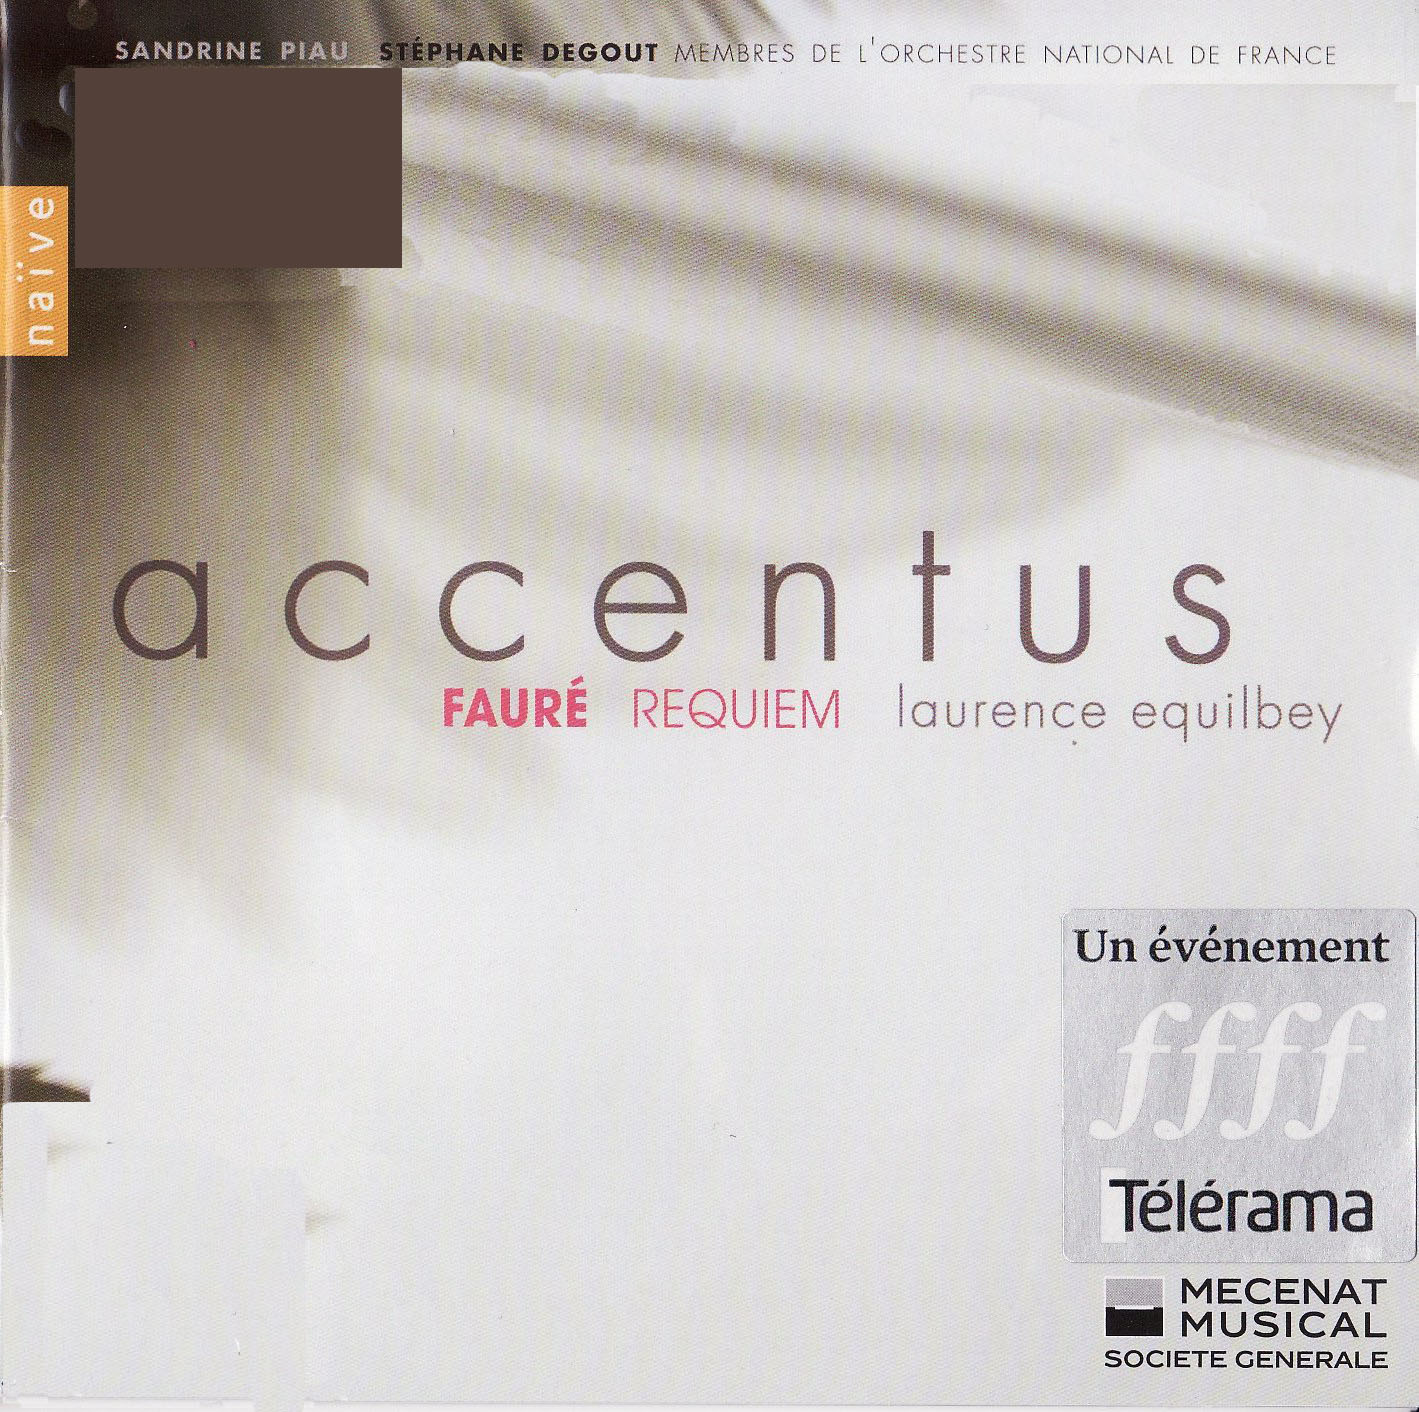 SANDRINE PIAU STÉPHANE DEGOUT MEMBRES DE L'ORCHESTRE NATIONAL DE FRANCE
naïve
accentus
FAURÉ REQUIEM laurence equilbey
Un événement
ffff
Télérama
MECENAT
MUSICAL
SOCIETE GENERALE